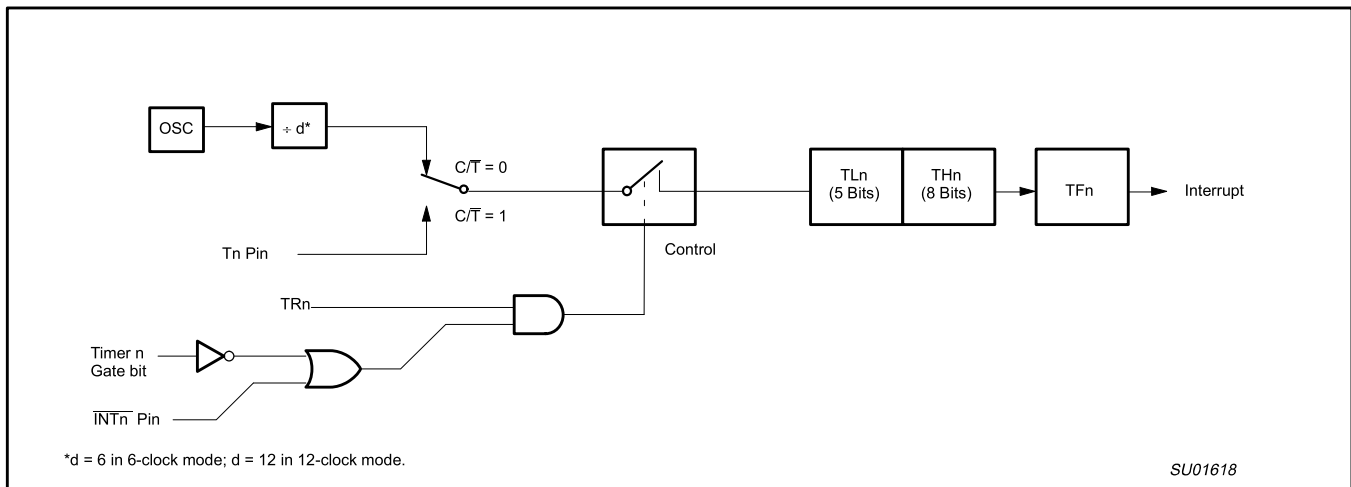 OSC
÷ d*
C/T̅ = 0
C/T̅ = 1
Tn Pin
Control
TLn
(5 Bits)
THn
(8 Bits)
TFn
Interrupt
TRn
Timer n
Gate bit
I̅N̅T̅n̅ Pin
*d = 6 in 6-clock mode; d = 12 in 12-clock mode.
SU01618